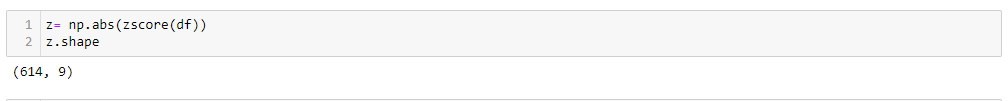 1 z= np.abs(zscore(df))
2 z.shape
(614, 9)